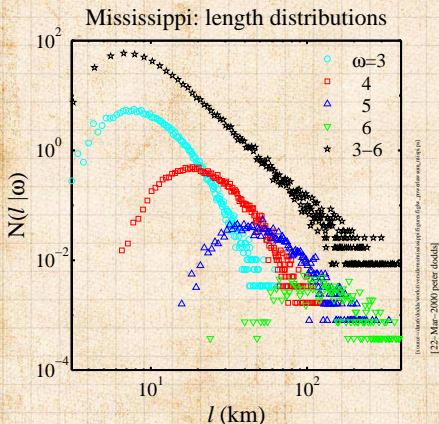 Mississippi: length distributions
10²
ω=3
4
5
6
3−6
10⁰
N(l | ω)
10⁻²
10⁻⁴
10¹
10²
l (km)
[22−Mar−2000 peter dodds]